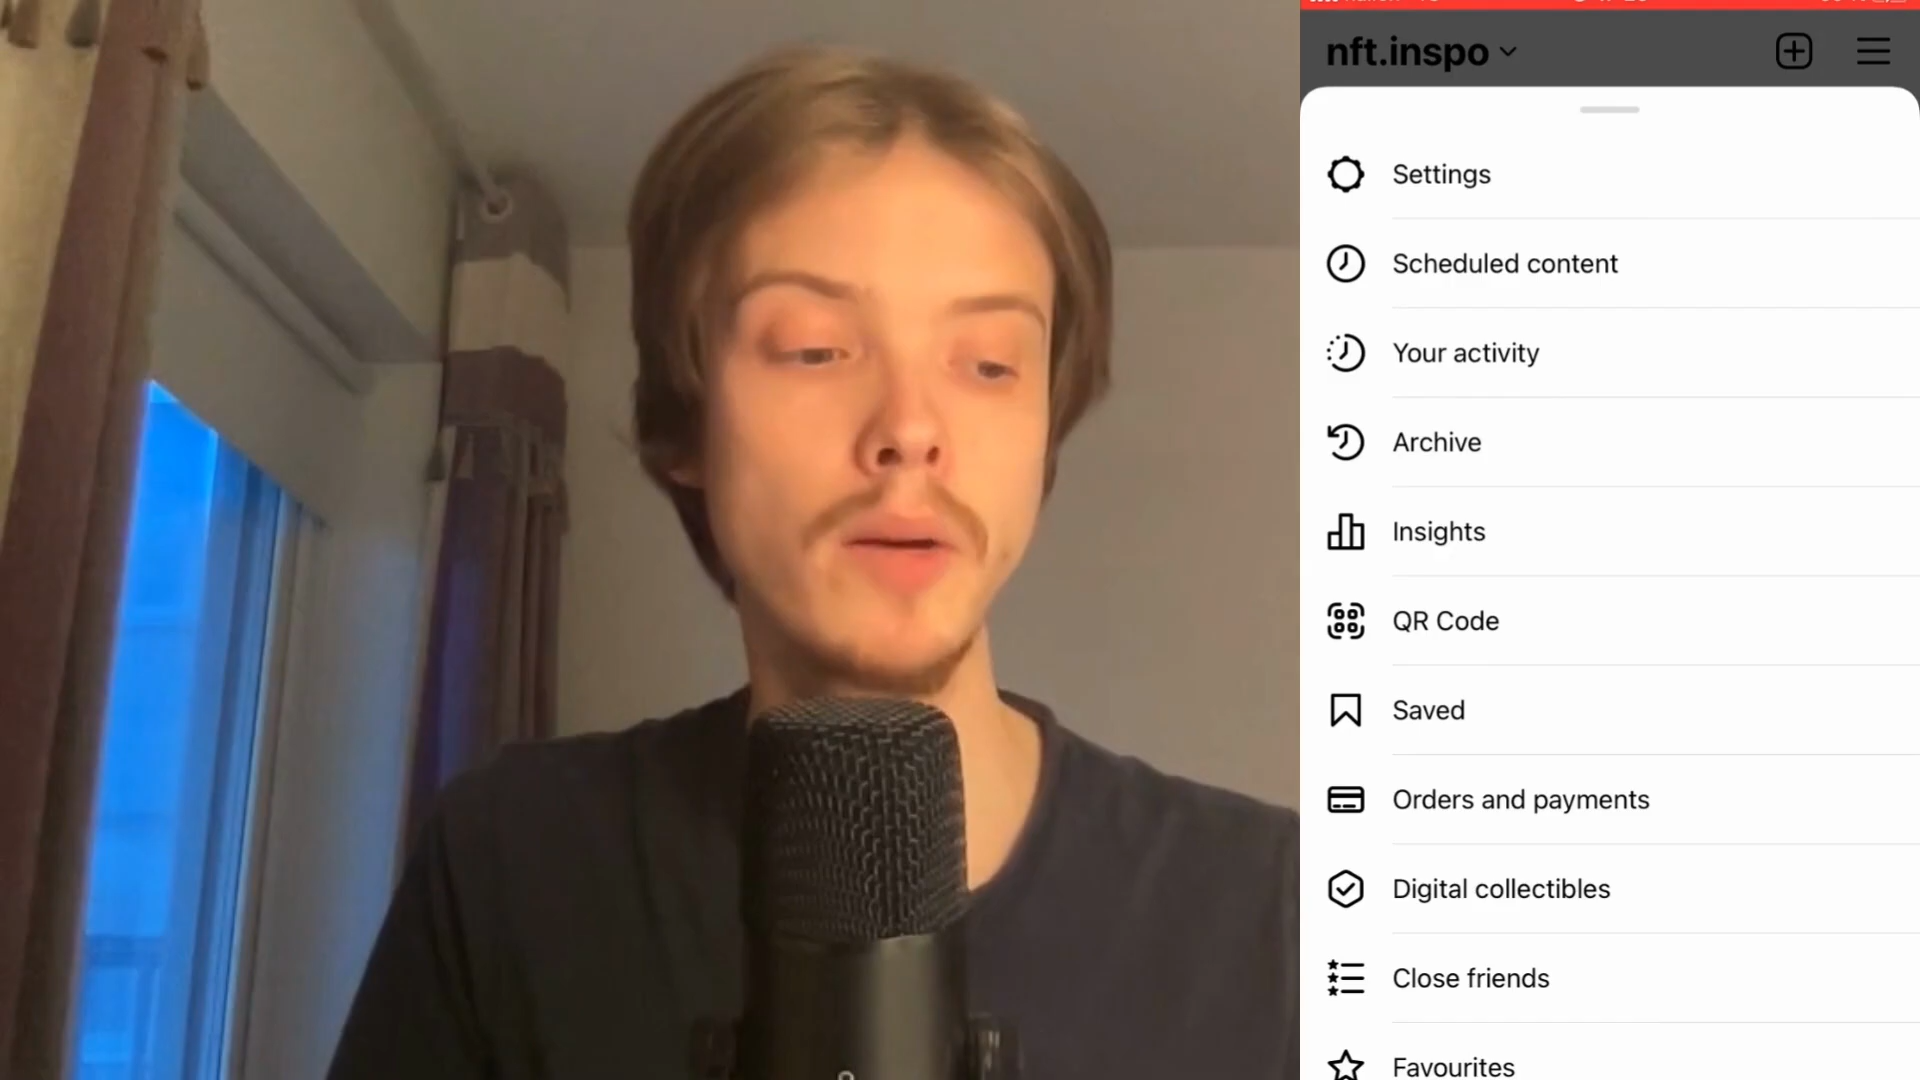 nft.inspo
Settings
Scheduled content
Your activity
Archive
Insights
QR Code
Saved
Orders and payments
Digital collectibles
Close friends
Favourites